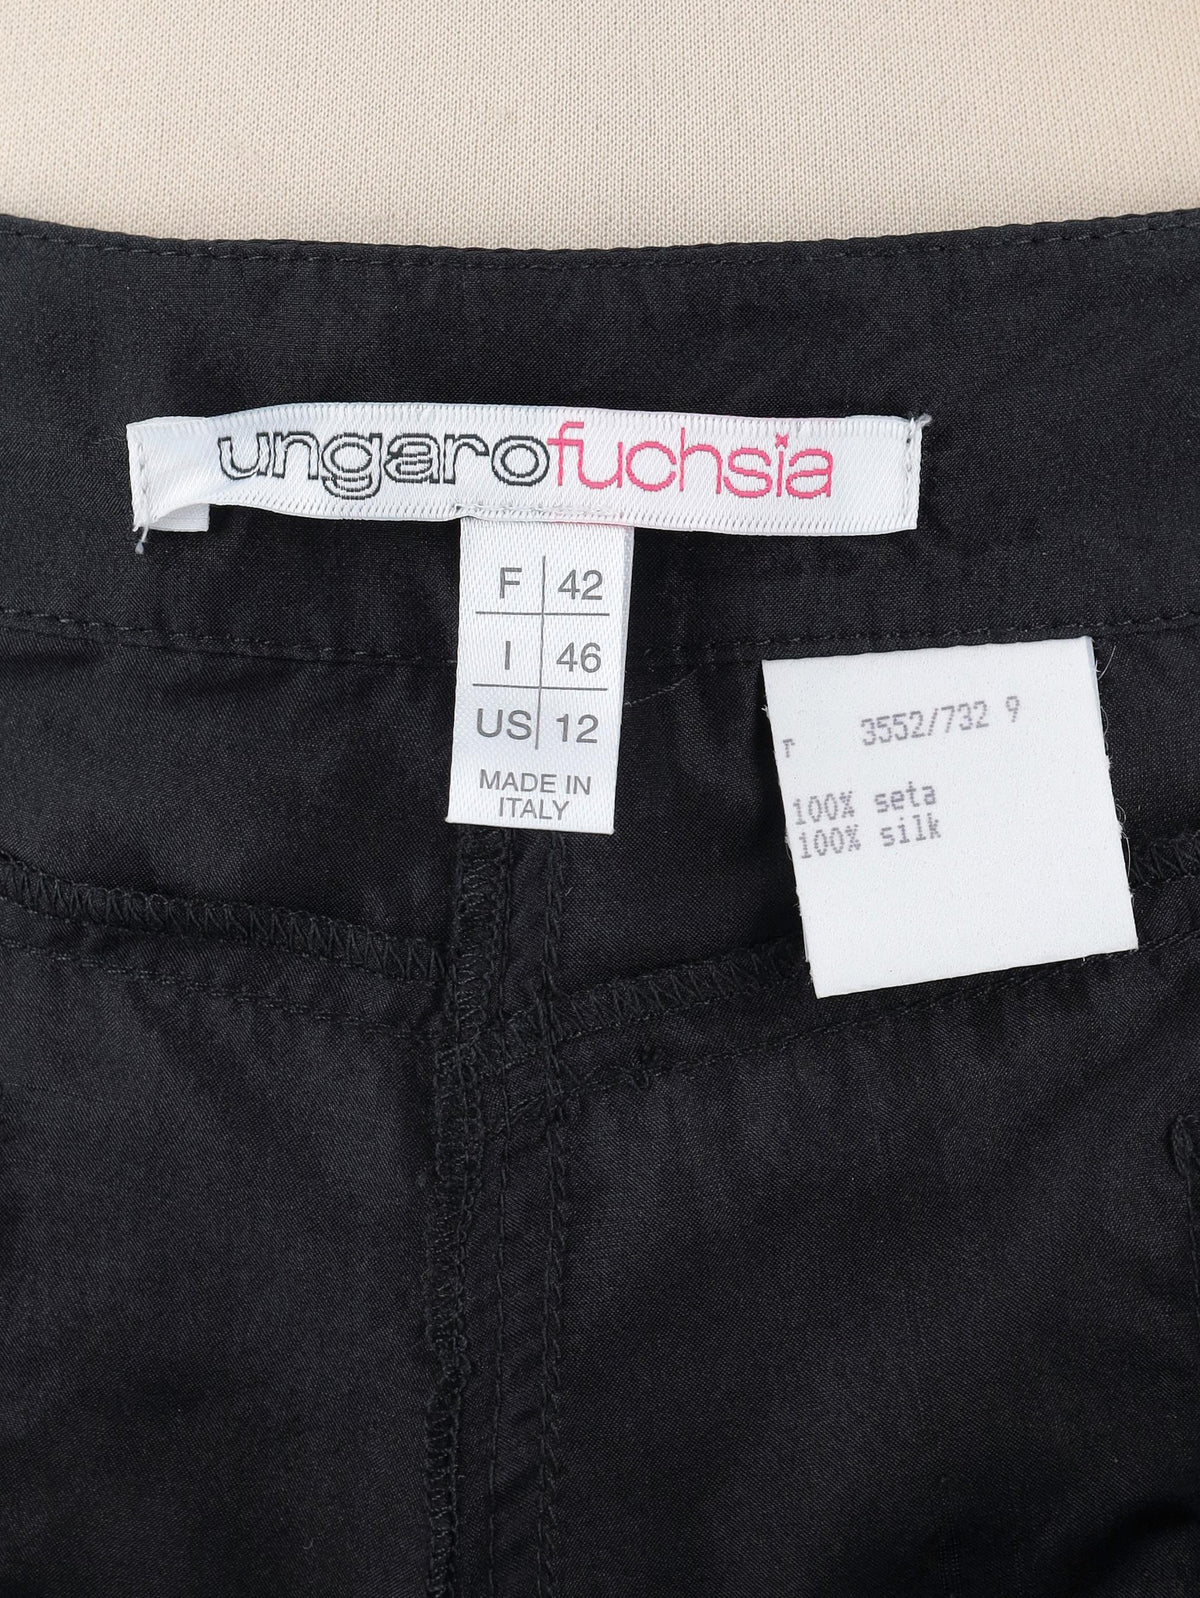 ungarofuchsia
F 42
I 46
US 12
MADE IN
ITALY
r 3552/732 9
100% seta
100% silk